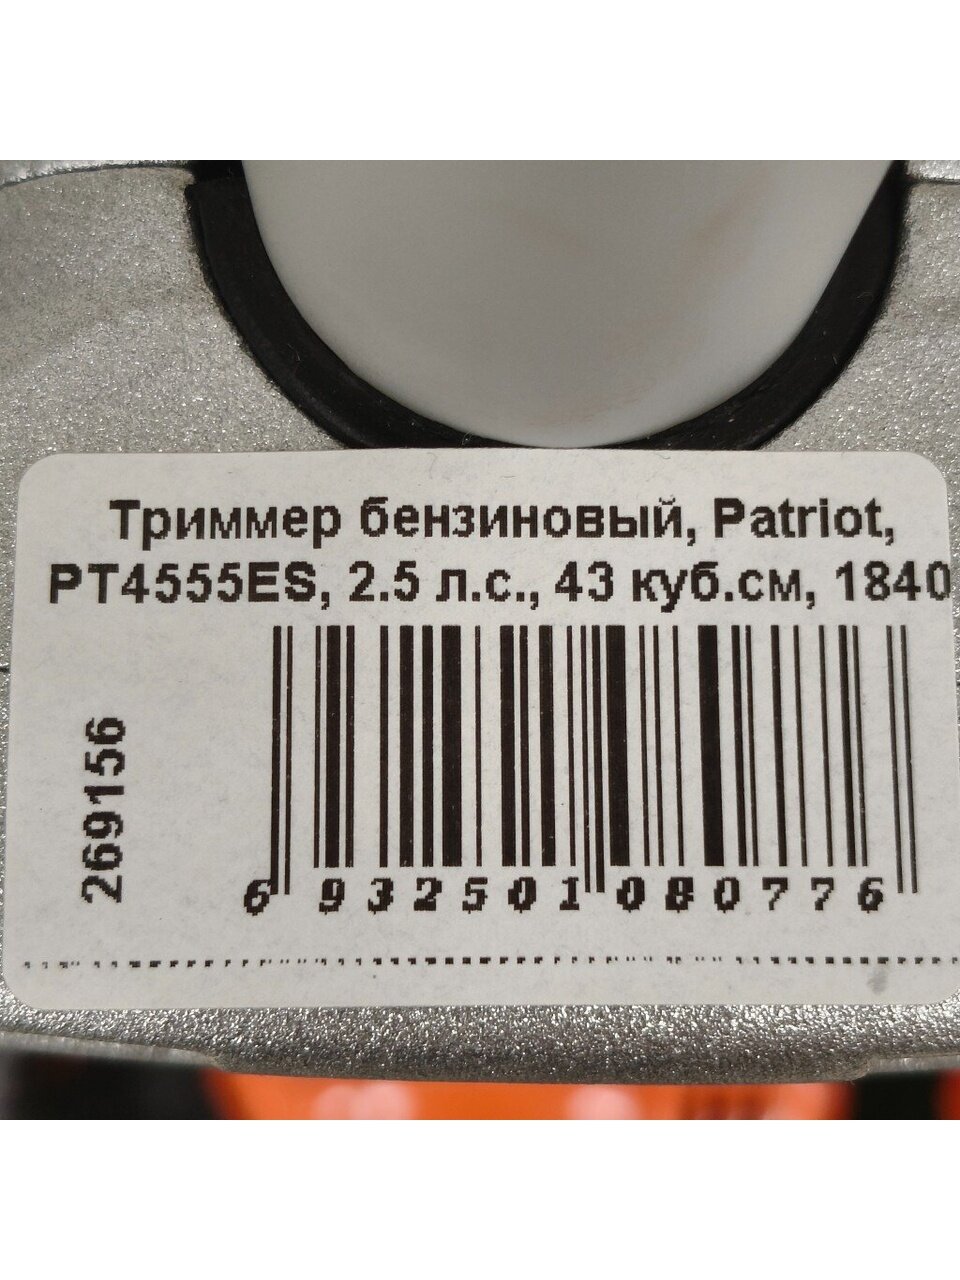 Триммер бензиновый, Patriot,
PT4555ES, 2.5 л.с., 43 куб.см, 1840
269156
6 932501 080776